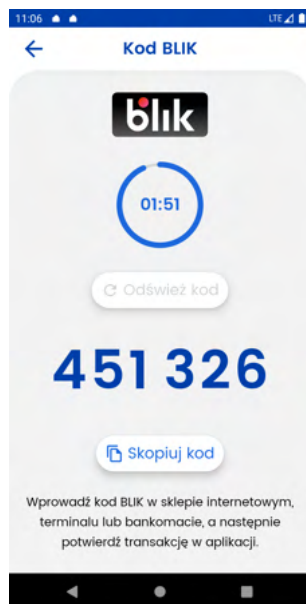 11:06
LTE
Kod BLIK
blik
01:51
Odśwież kod
451 326
Skopiuj kod
Wprowadź kod BLIK w sklepie internetowym,
terminalu lub bankomacie, a następnie
potwierdź transakcję w aplikacji.